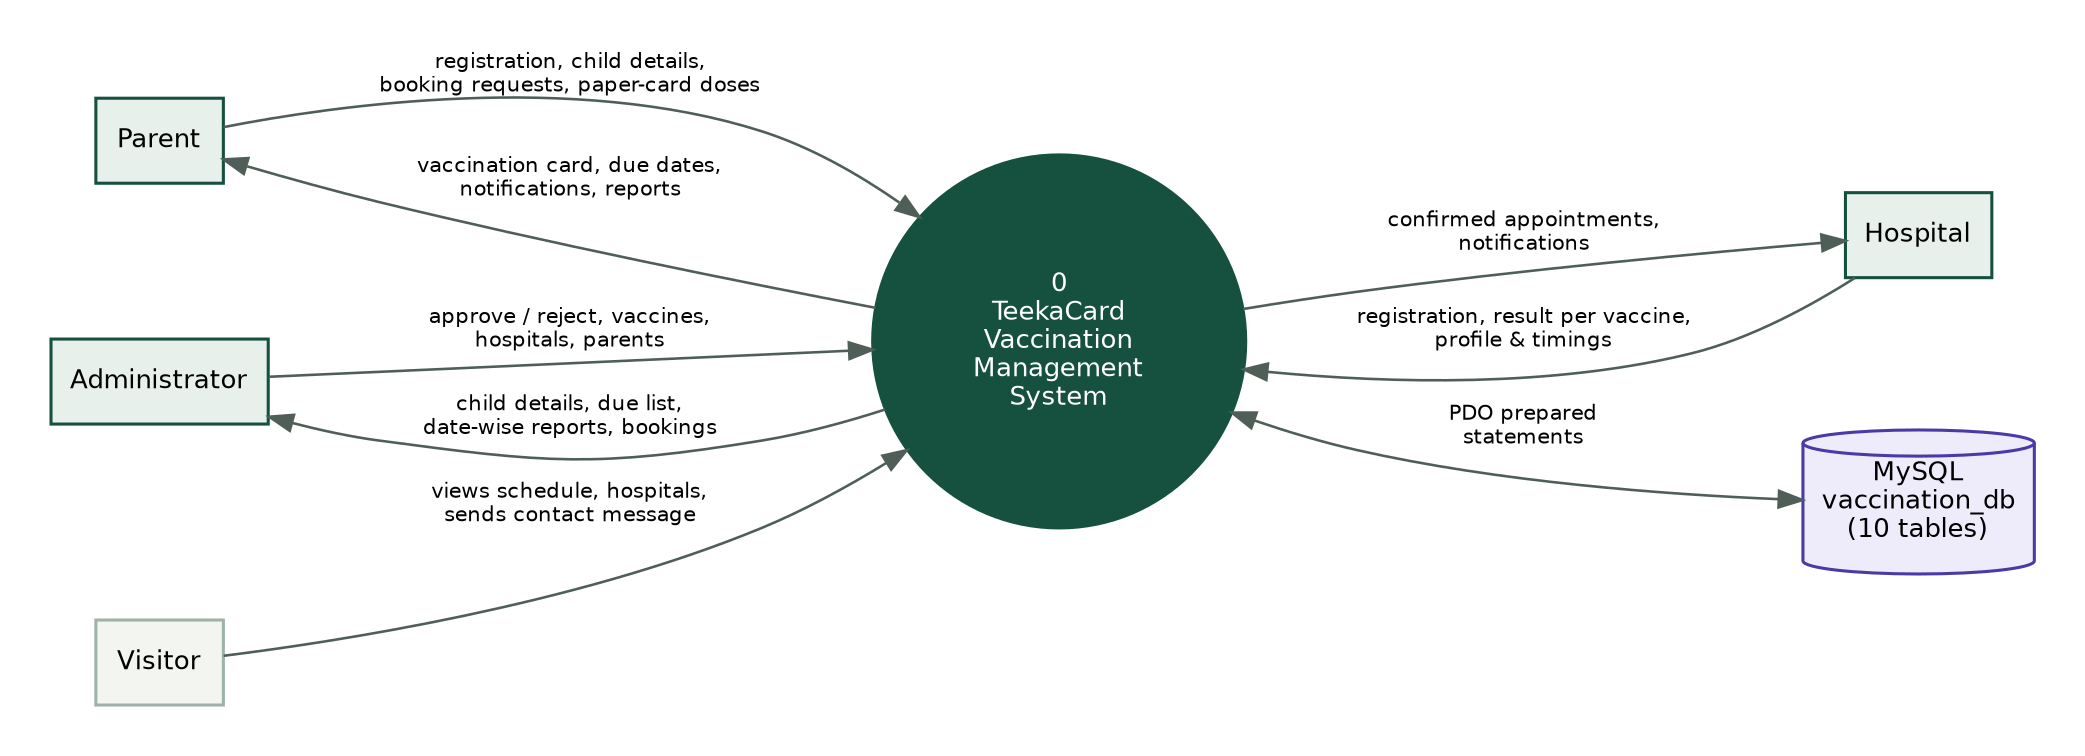 registration, child details,
booking requests, paper-card doses
Parent
vaccination card, due dates,
notifications, reports
approve / reject, vaccines,
hospitals, parents
Administrator
child details, due list,
date-wise reports, bookings
views schedule, hospitals,
sends contact message
Visitor
0
TeekaCard
Vaccination
Management
System
confirmed appointments,
notifications
Hospital
registration, result per vaccine,
profile & timings
PDO prepared
statements
MySQL
vaccination_db
(10 tables)